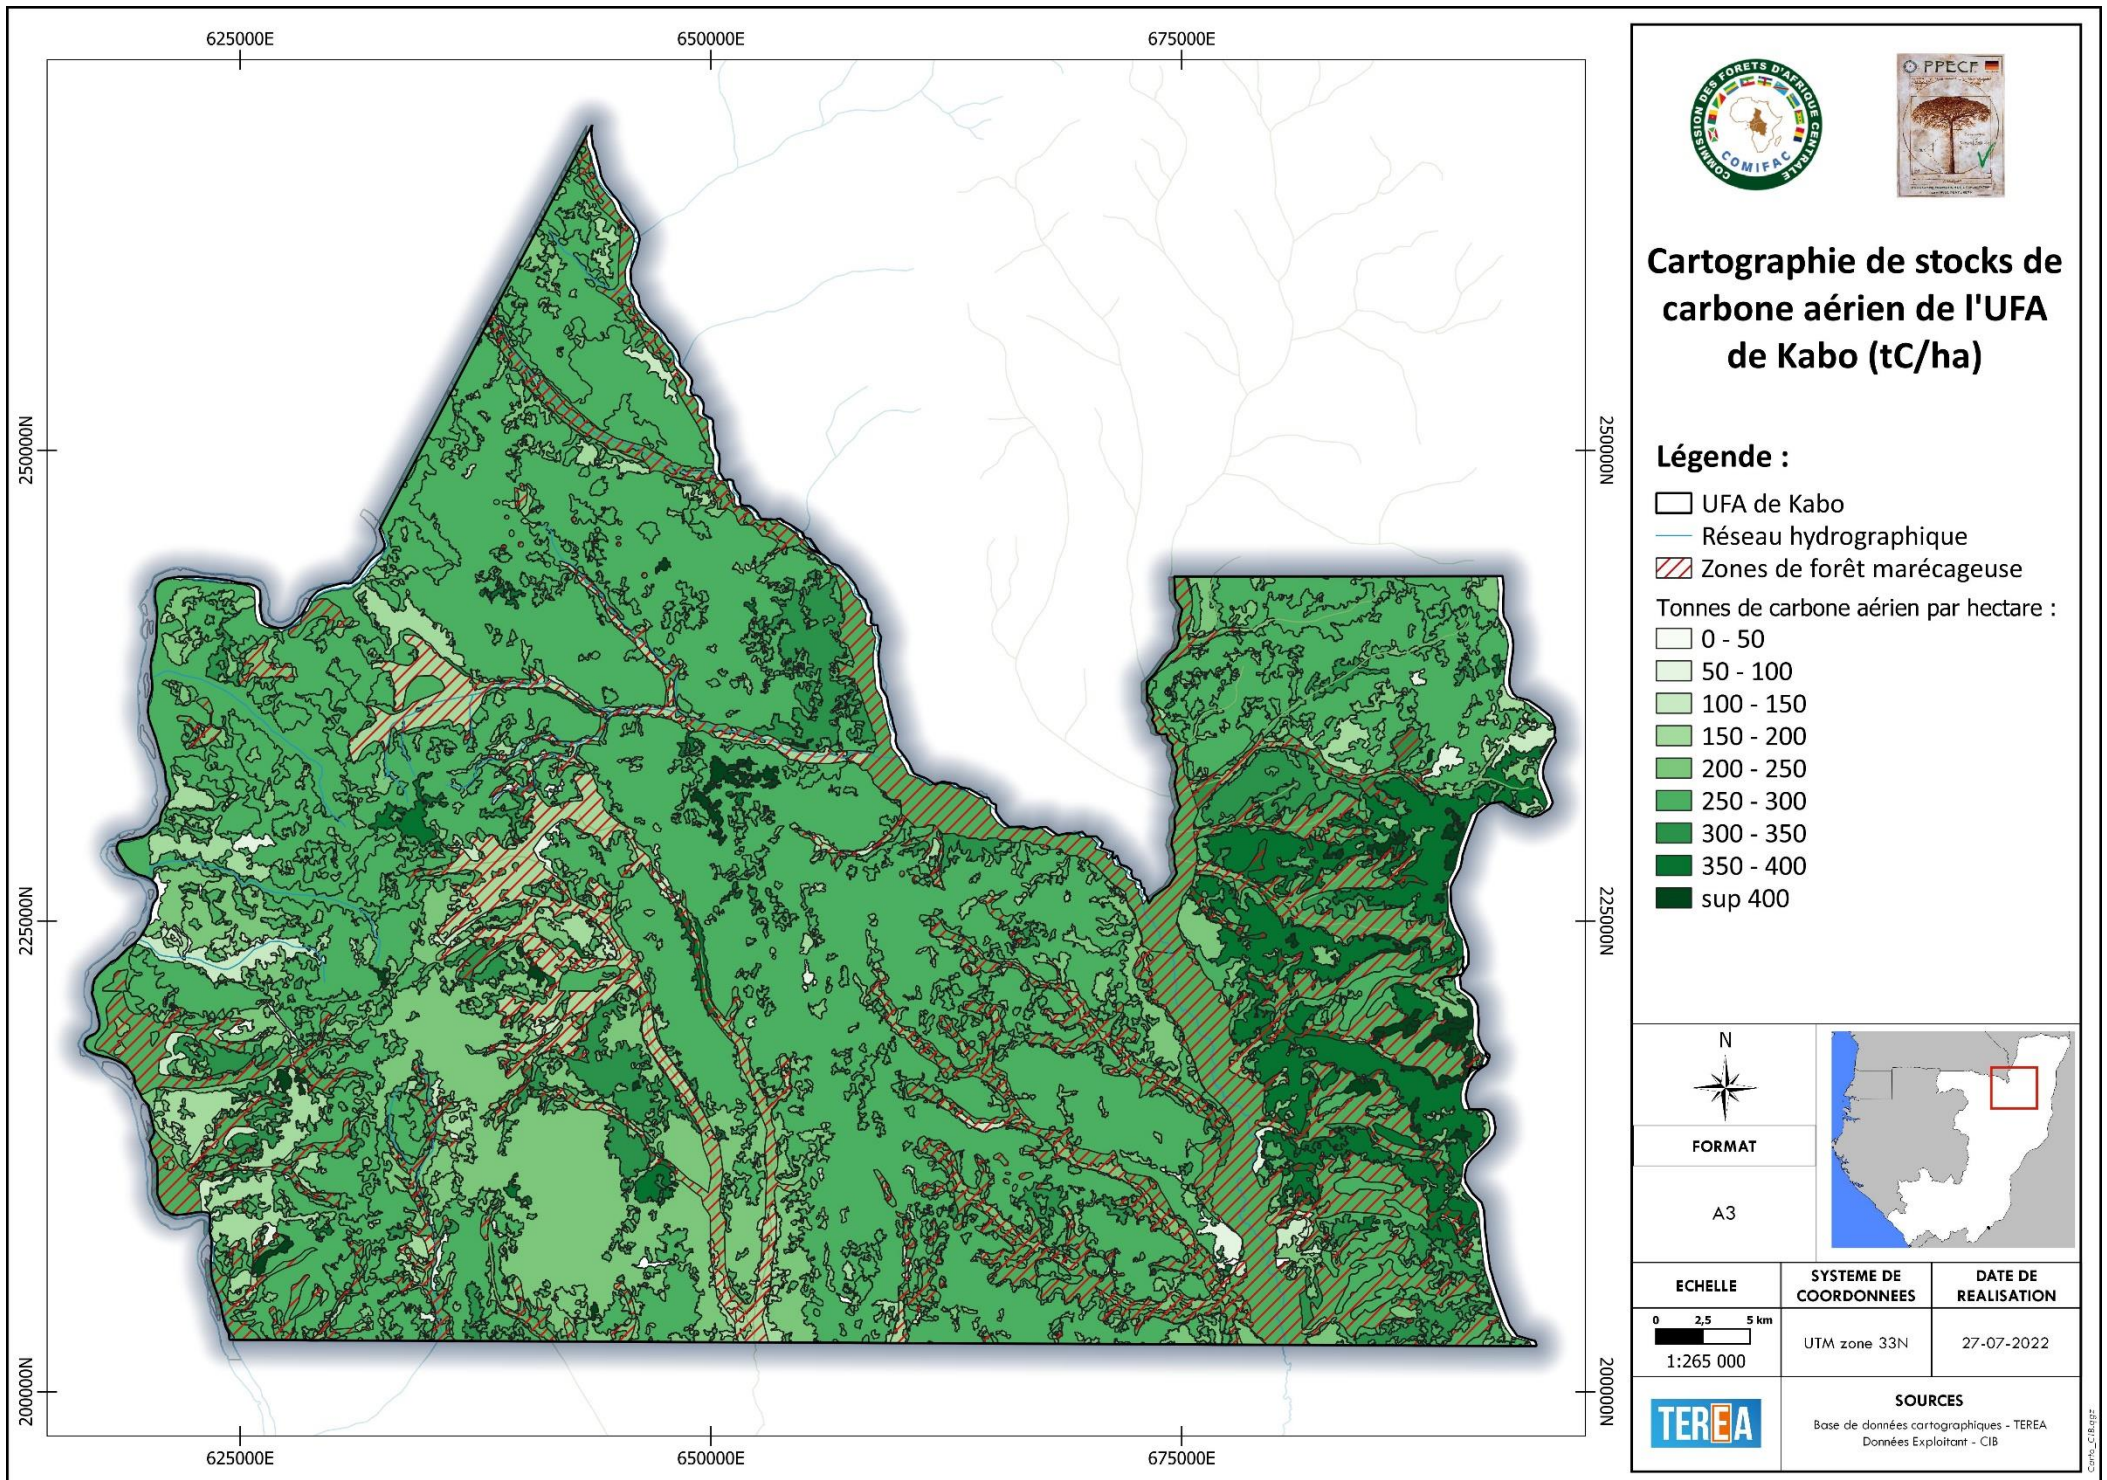 625000E
650000E
675000E
250000N
250000N
225000N
225000N
200000N
200000N
625000E
650000E
675000E
COMMISSION DES FORETS D'AFRIQUE CENTRALE
COMIFAC
PPECF
Cartographie de stocks de
carbone aérien de l'UFA
de Kabo (tC/ha)
Légende :
UFA de Kabo
Réseau hydrographique
Zones de forêt marécageuse
Tonnes de carbone aérien par hectare :
0 - 50
50 - 100
100 - 150
150 - 200
200 - 250
250 - 300
300 - 350
350 - 400
sup 400
N
FORMAT
A3
ECHELLE
0 2,5 5 km
1:265 000
SYSTEME DE
COORDONNEES
UTM zone 33N
DATE DE
REALISATION
27-07-2022
TEREA
SOURCES
Base de données cartographiques - TEREA
Données Exploitant - CIB
Carto_CIB.qgz